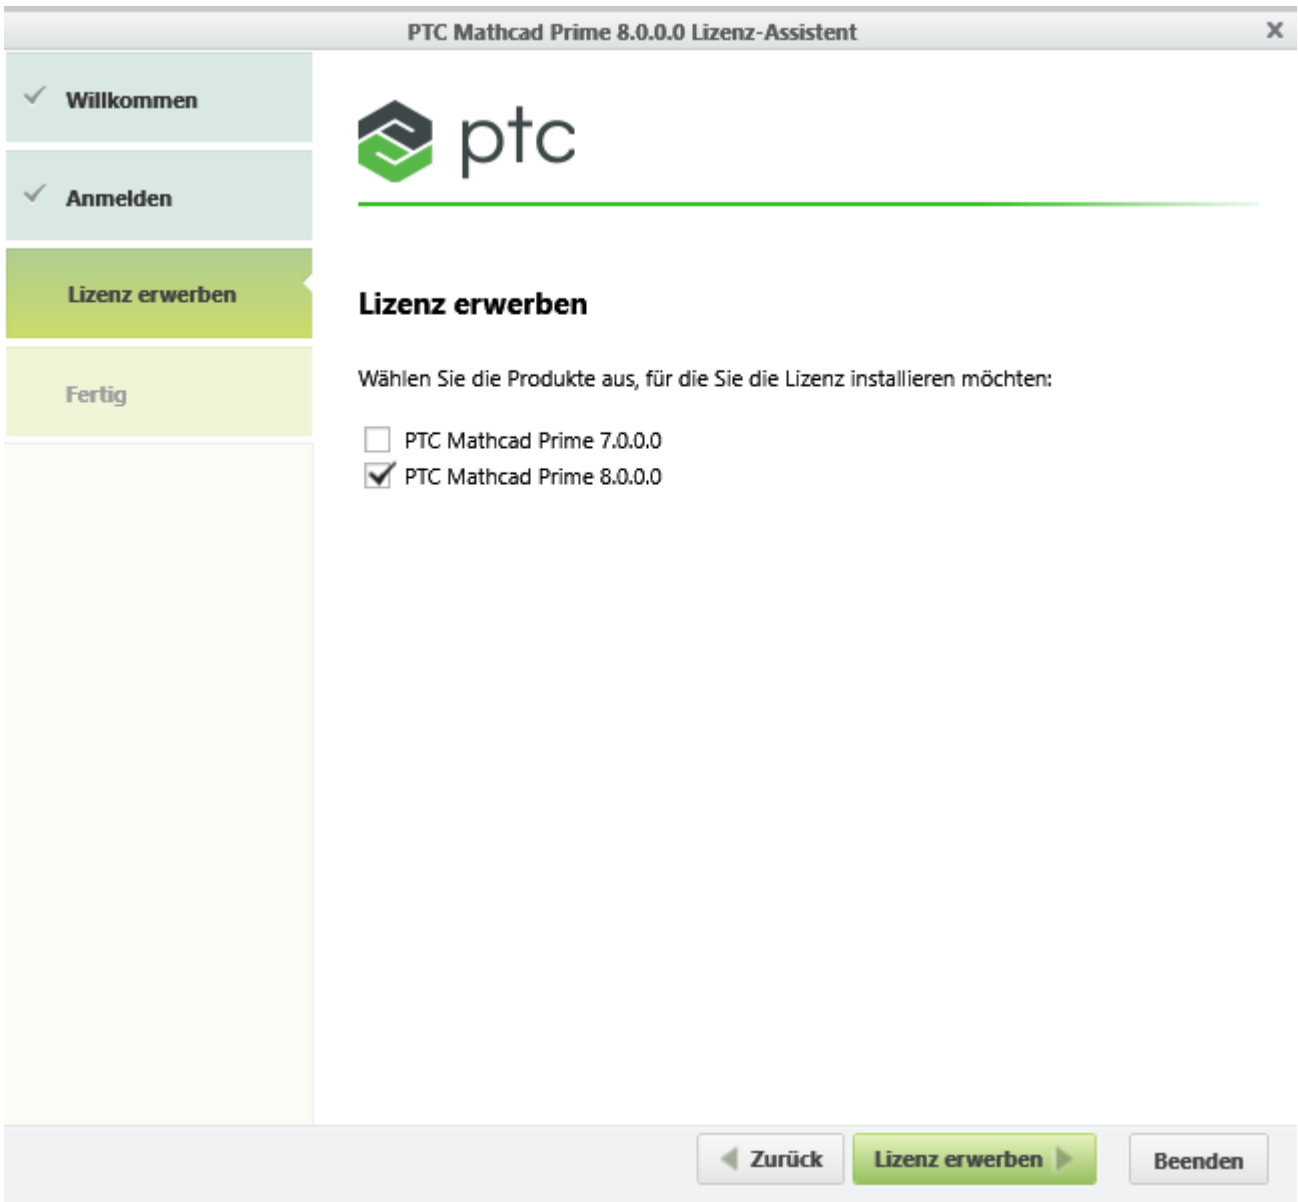 PTC Mathcad Prime 8.0.0.0 Lizenz-Assistent
Willkommen
Anmelden
Lizenz erwerben
Fertig
ptc
Lizenz erwerben
Wählen Sie die Produkte aus, für die Sie die Lizenz installieren möchten:
PTC Mathcad Prime 7.0.0.0
PTC Mathcad Prime 8.0.0.0
Zurück
Lizenz erwerben
Beenden